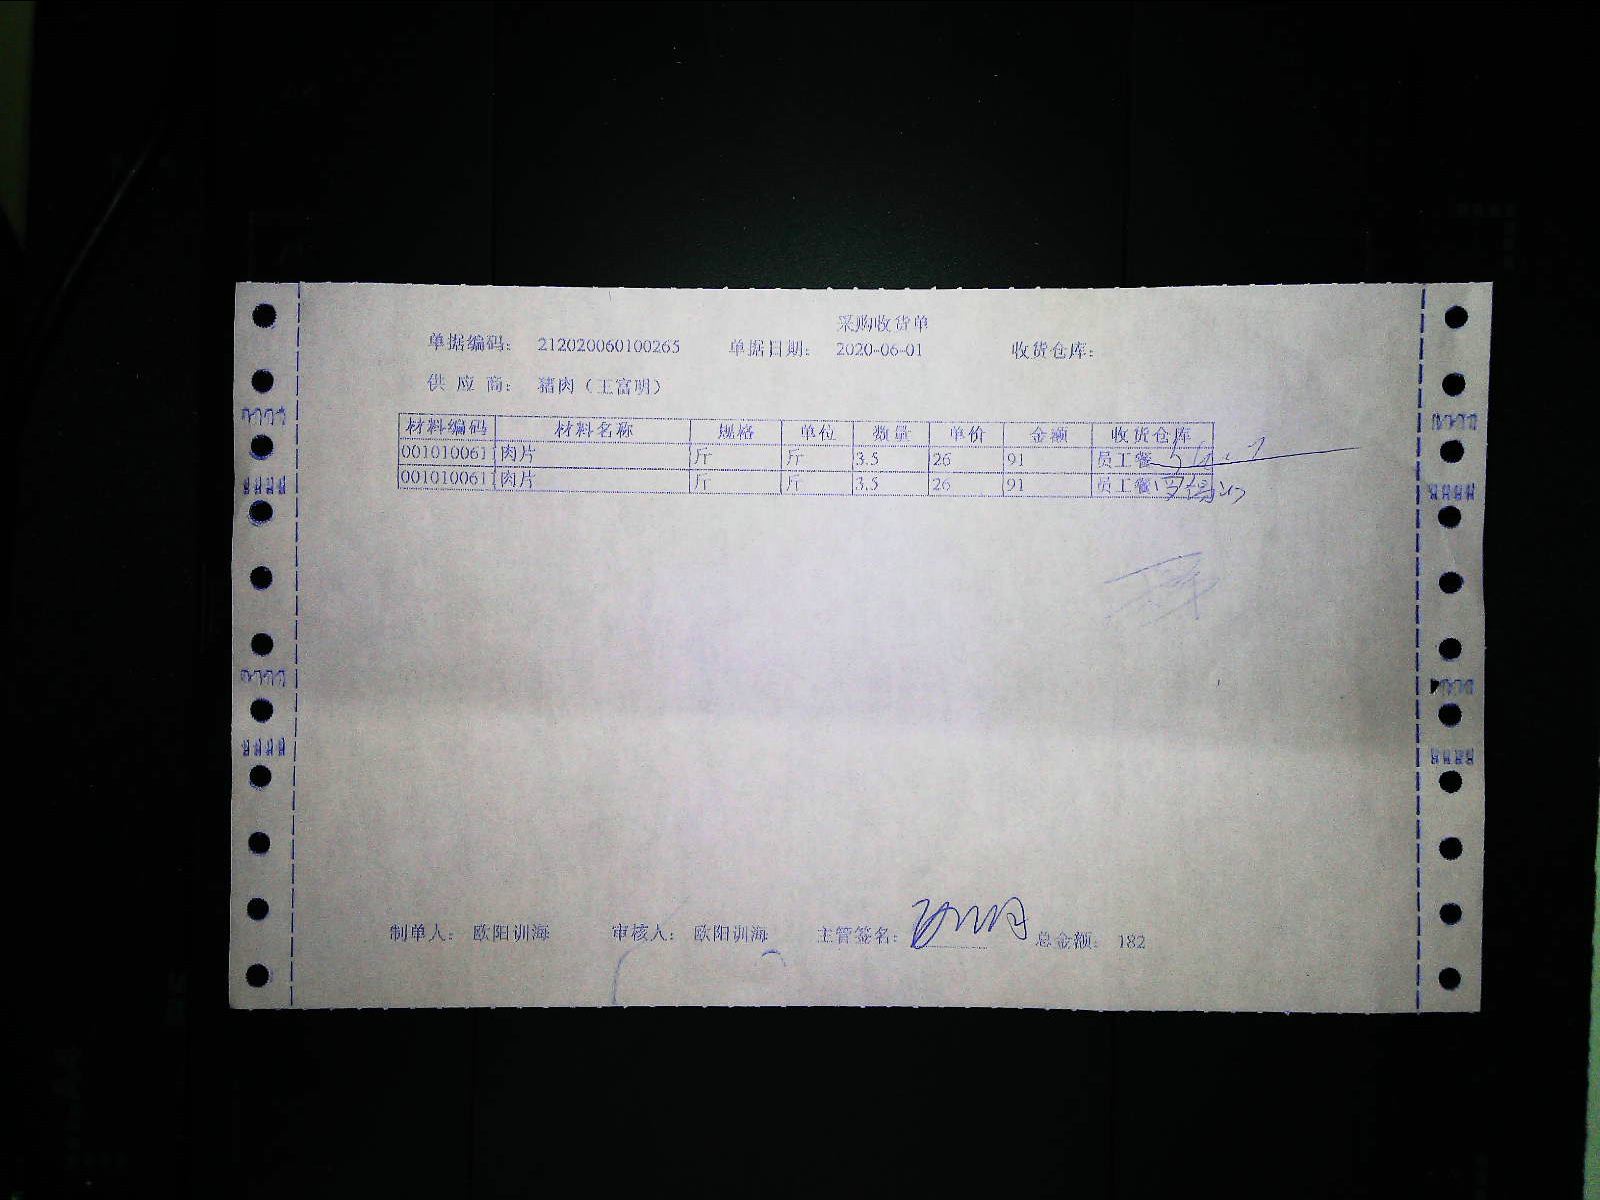 采购收货单
单据编码: 212020060100265 单据日期: 2020-06-01 收货仓库:
供 应 商: 猪肉（王富明）
材料编码 材料名称 规格 单位 数量 单价 金额 收货仓库
0010100611 肉片 斤 斤 3.5 26 91 员工餐
0010100611 肉片 斤 斤 3.5 26 91 员工餐
制单人: 欧阳训海 审核人: 欧阳训海 主管签名: 总金额: 182